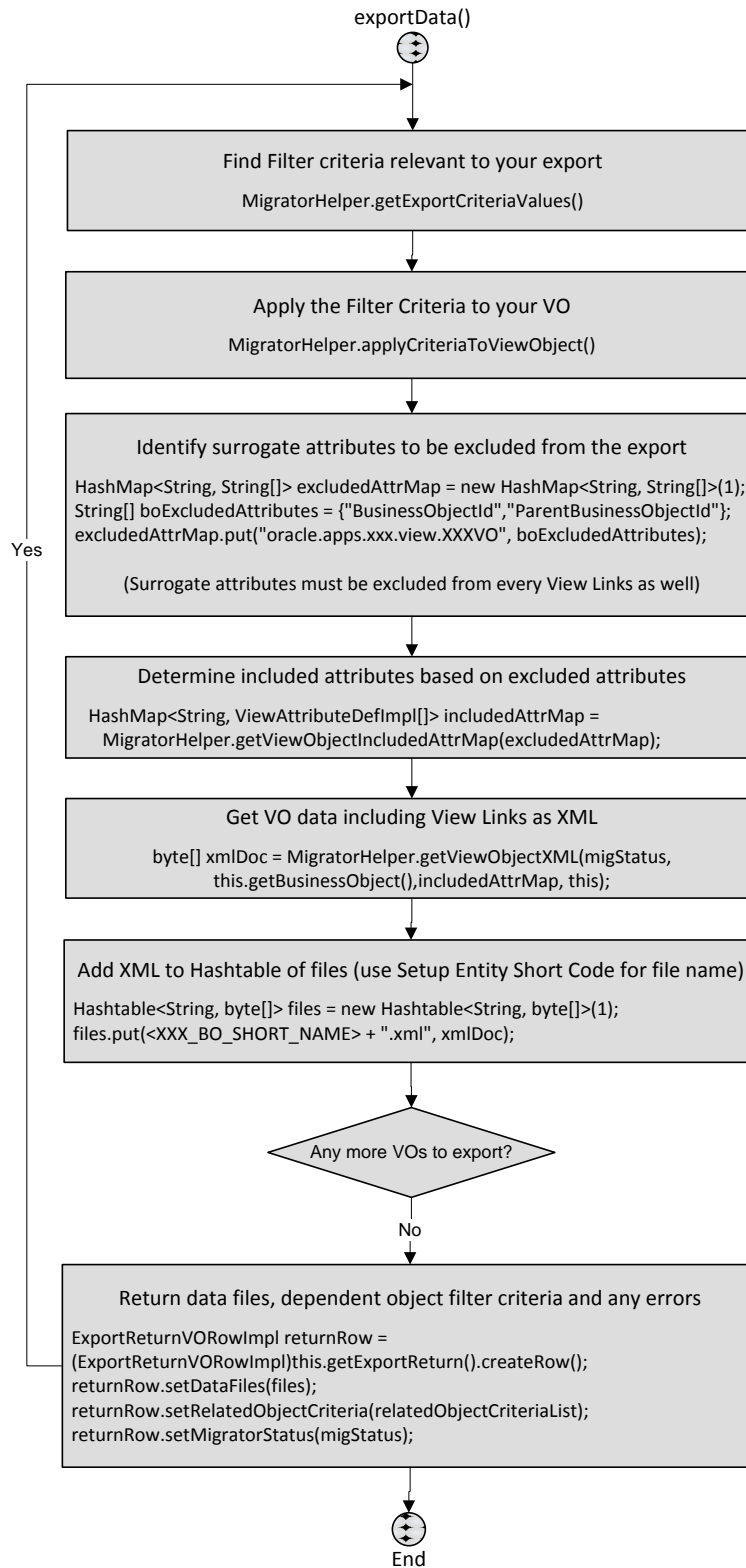 exportData()
Find Filter criteria relevant to your export
MigratorHelper.getExportCriteriaValues()
Apply the Filter Criteria to your VO
MigratorHelper.applyCriteriaToViewObject()
Identify surrogate attributes to be excluded from the export
HashMap<String, String[]> excludedAttrMap = new HashMap<String, String[]>(1);
String[] boExcludedAttributes = {"BusinessObjectId","ParentBusinessObjectId"};
excludedAttrMap.put("oracle.apps.xxx.view.XXXVO", boExcludedAttributes);
Yes
(Surrogate attributes must be excluded from every View Links as well)
Determine included attributes based on excluded attributes
HashMap<String, ViewAttributeDefImpl[]> includedAttrMap =
MigratorHelper.getViewObjectIncludedAttrMap(excludedAttrMap);
Get VO data including View Links as XML
byte[] xmlDoc = MigratorHelper.getViewObjectXML(migStatus,
this.getBusinessObject(),includedAttrMap, this);
Add XML to Hashtable of files (use Setup Entity Short Code for file name)
Hashtable<String, byte[]> files = new Hashtable<String, byte[]>(1);
files.put(<XXX_BO_SHORT_NAME> + ".xml", xmlDoc);
Any more VOs to export?
No
Return data files, dependent object filter criteria and any errors
ExportReturnVORowImpl returnRow =
(ExportReturnVORowImpl)this.getExportReturn().createRow();
returnRow.setDataFiles(files);
returnRow.setRelatedObjectCriteria(relatedObjectCriteriaList);
returnRow.setMigratorStatus(migStatus);
End